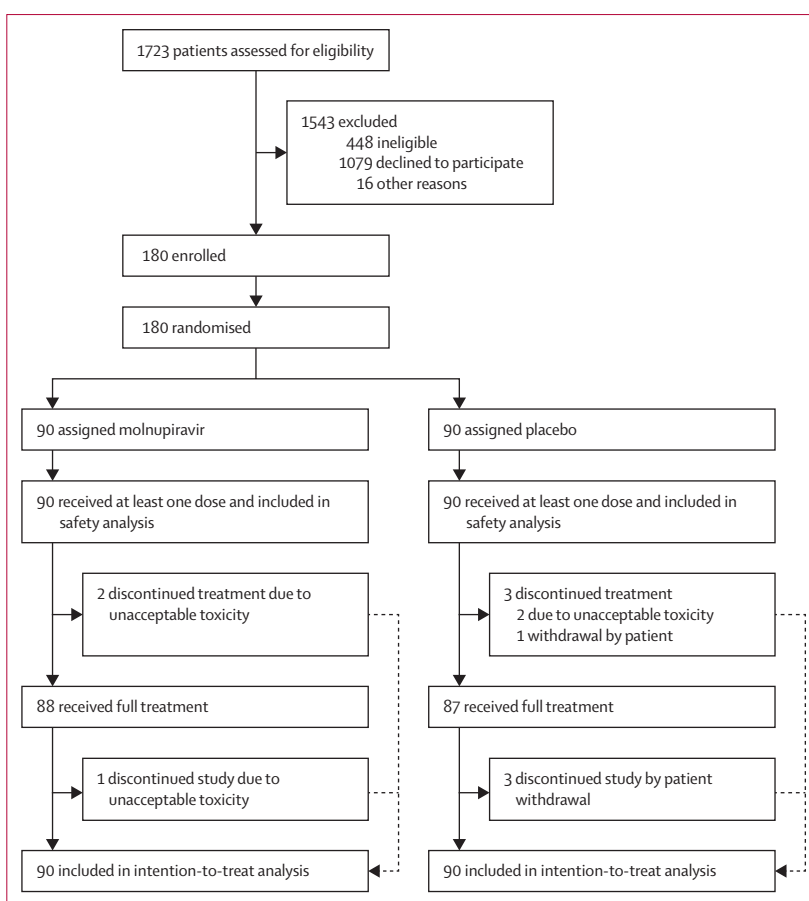 1723 patients assessed for eligibility
1543 excluded
448 ineligible
1079 declined to participate
16 other reasons
180 enrolled
180 randomised
90 assigned molnupiravir
90 assigned placebo
90 received at least one dose and included in
safety analysis
90 received at least one dose and included in
safety analysis
2 discontinued treatment due to
unacceptable toxicity
3 discontinued treatment
2 due to unacceptable toxicity
1 withdrawal by patient
88 received full treatment
87 received full treatment
1 discontinued study due to
unacceptable toxicity
3 discontinued study by patient
withdrawal
90 included in intention-to-treat analysis
90 included in intention-to-treat analysis